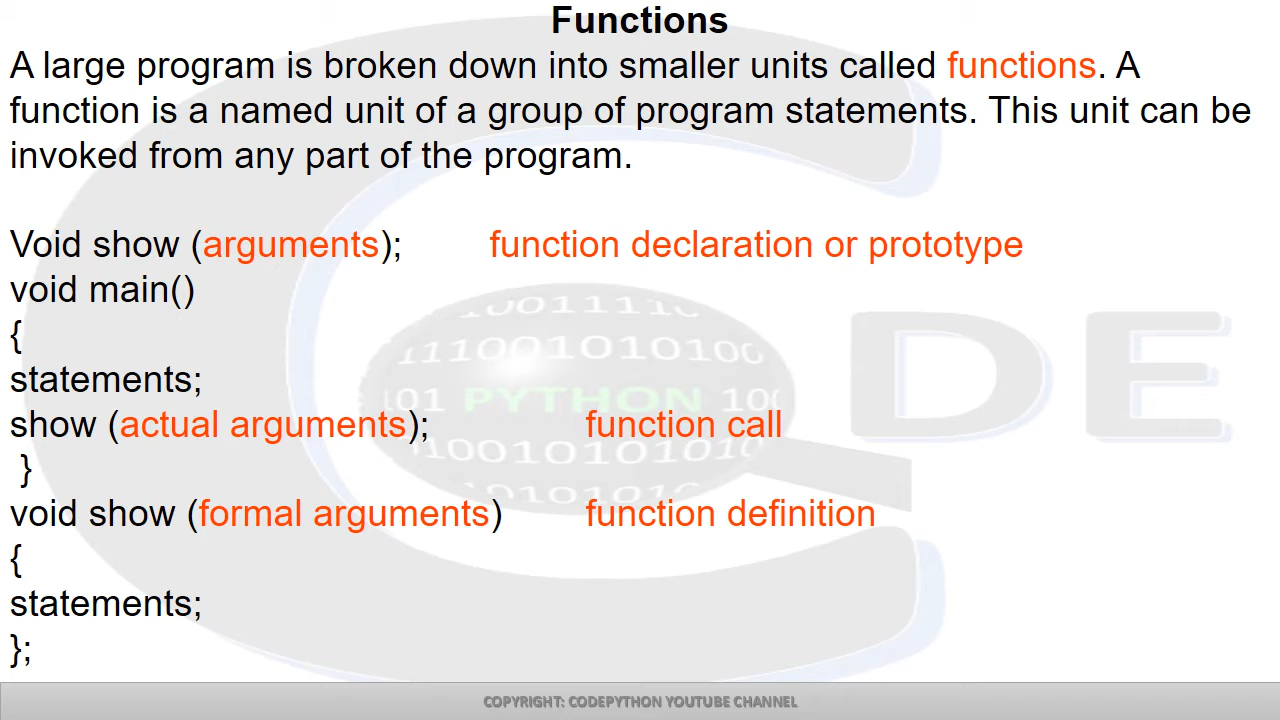 Functions
A large program is broken down into smaller units called functions. A
function is a named unit of a group of program statements. This unit can be
invoked from any part of the program.
Void show (arguments); function declaration or prototype
void main()
{
statements;
show (actual arguments); function call
}
void show (formal arguments) function definition
{
statements;
};
PYTHON
DE
COPYRIGHT: CODEPYTHON YOUTUBE CHANNEL